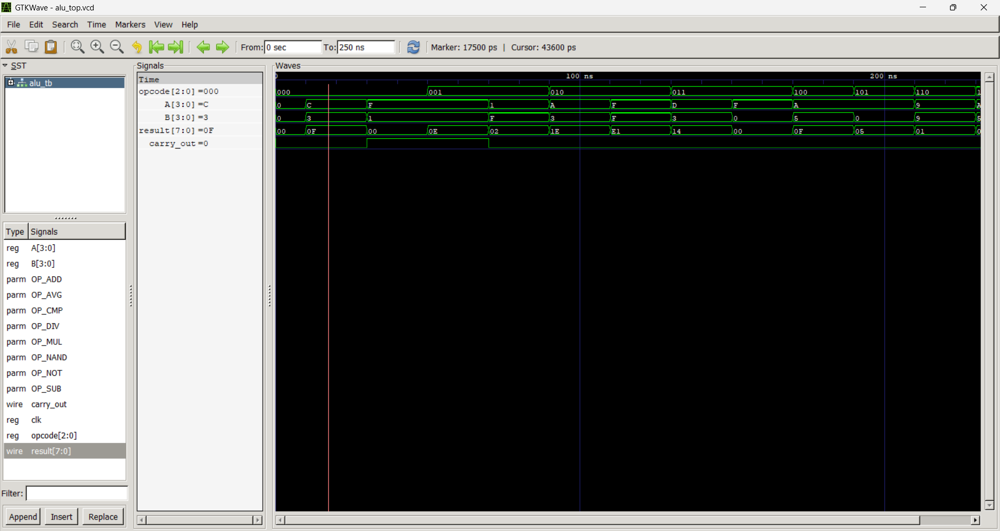 GTKWave - alu_top.vcd
File Edit Search Time Markers View Help
From: 0 sec To: 250 ns Marker: 17500 ps | Cursor: 43600 ps
SST
alu_tb
Type Signals
reg A[3:0]
reg B[3:0]
parm OP_ADD
parm OP_AVG
parm OP_CMP
parm OP_DIV
parm OP_MUL
parm OP_NAND
parm OP_NOT
parm OP_SUB
wire carry_out
reg clk
reg opcode[2:0]
wire result[7:0]
Filter:
Append Insert Replace
Signals
Time
opcode[2:0] =000
A[3:0] =C
B[3:0] =3
result[7:0] =0F
carry_out =0
Waves
100 ns 200 ns
000 001 010 011 100 101 110 1
0 C F 1 A F D F A 9 A
0 3 1 F 3 F 3 0 5 0 9 5
00 0F 00 0E 02 1E E1 14 00 0F 05 01 0